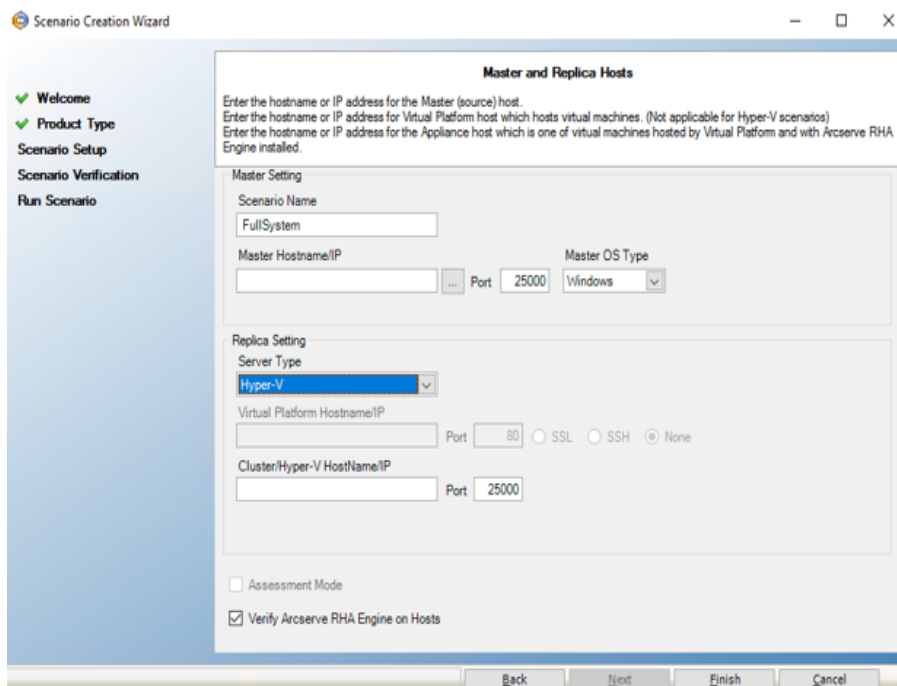 Scenario Creation Wizard
Welcome
Product Type
Scenario Setup
Scenario Verification
Run Scenario
Master and Replica Hosts
Enter the hostname or IP address for the Master (source) host.
Enter the hostname or IP address for Virtual Platform host which hosts virtual machines. (Not applicable for Hyper-V scenarios)
Enter the hostname or IP address for the Appliance host which is one of virtual machines hosted by Virtual Platform and with Arcserve RHA
Engine installed.
Master Setting
Scenario Name
FullSystem
Master Hostname/IP Master OS Type
... Port 25000 Windows
Replica Setting
Server Type
Hyper-V
Virtual Platform Hostname/IP
Port 80 SSL SSH None
Cluster/Hyper-V HostName/IP
Port 25000
Assessment Mode
Verify Arcserve RHA Engine on Hosts
Back Next Finish Cancel